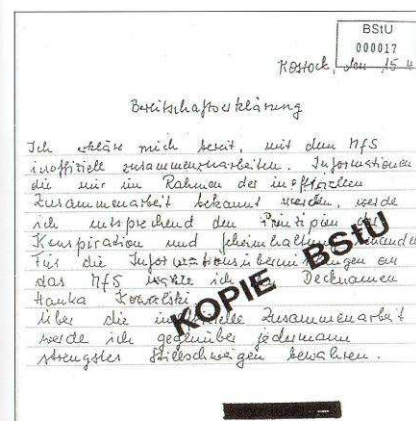 BStU
000017
Rostock, den 15.4
Bereitschaftserklärung
Ich erkläre mich bereit, mit dem MfS
inoffiziell zusammenzuarbeiten. Informationen
die mir im Rahmen der inoffiziellen
Zusammenarbeit bekannt werden, werde
ich entsprechend den Prinzipien
Konspiration und Geheimhaltung
Für die Informationsübermittlungen an
das MfS wähle ich Decknamen
Hanka Kowalski.
Über die inoffizielle Zusammenarbeit
werde ich gegenüber jedermann
strengstes Stillschweigen bewahren.
KOPIE BStU